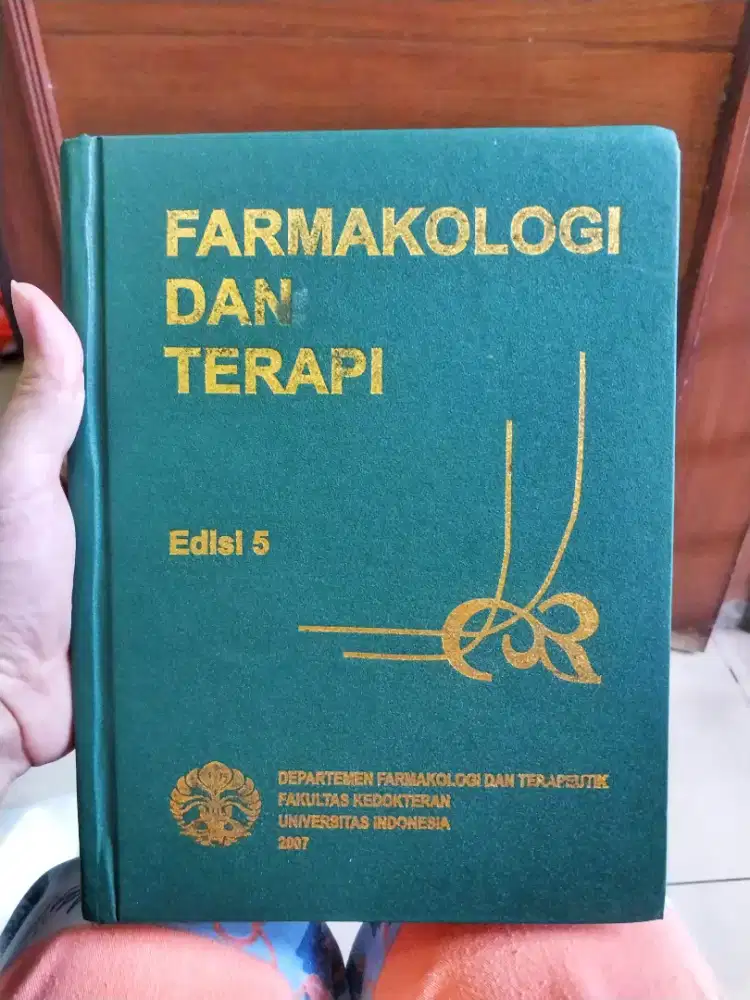 FARMAKOLOGI
DAN
TERAPI
Edisi 5
DEPARTEMEN FARMAKOLOGI DAN TERAPEUTIK
FAKULTAS KEDOKTERAN
UNIVERSITAS INDONESIA
2007